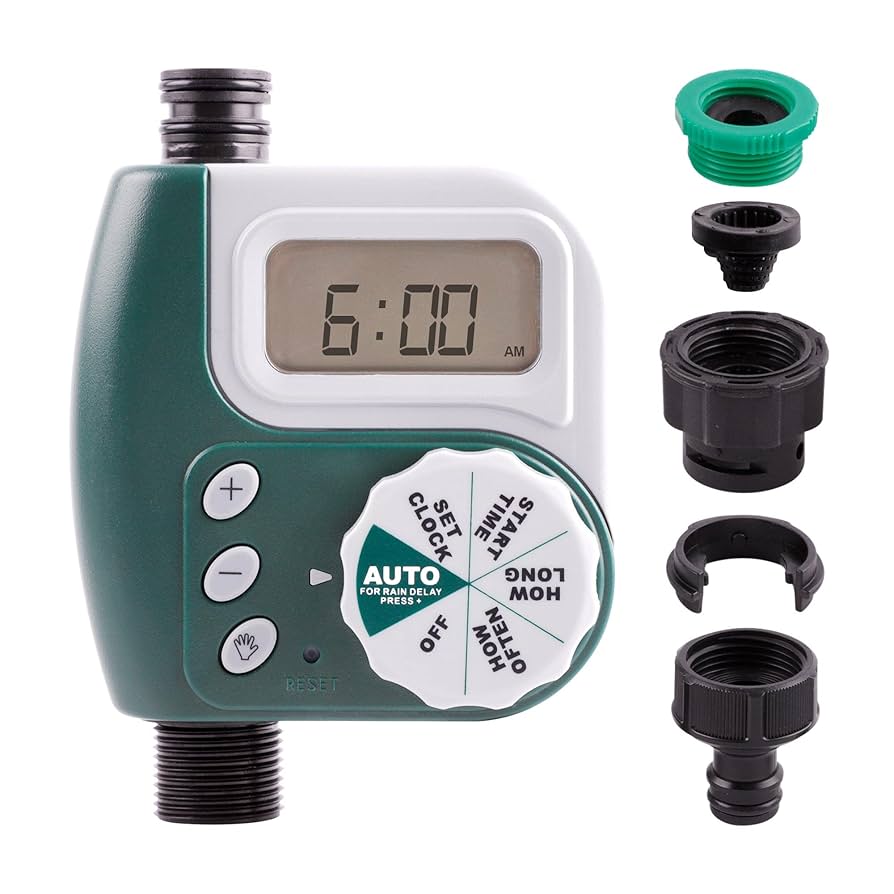 6:00
AM
+
−
SET
CLOCK
START
TIME
HOW
LONG
HOW
OFTEN
OFF
AUTO
FOR RAIN DELAY
PRESS +
RESET